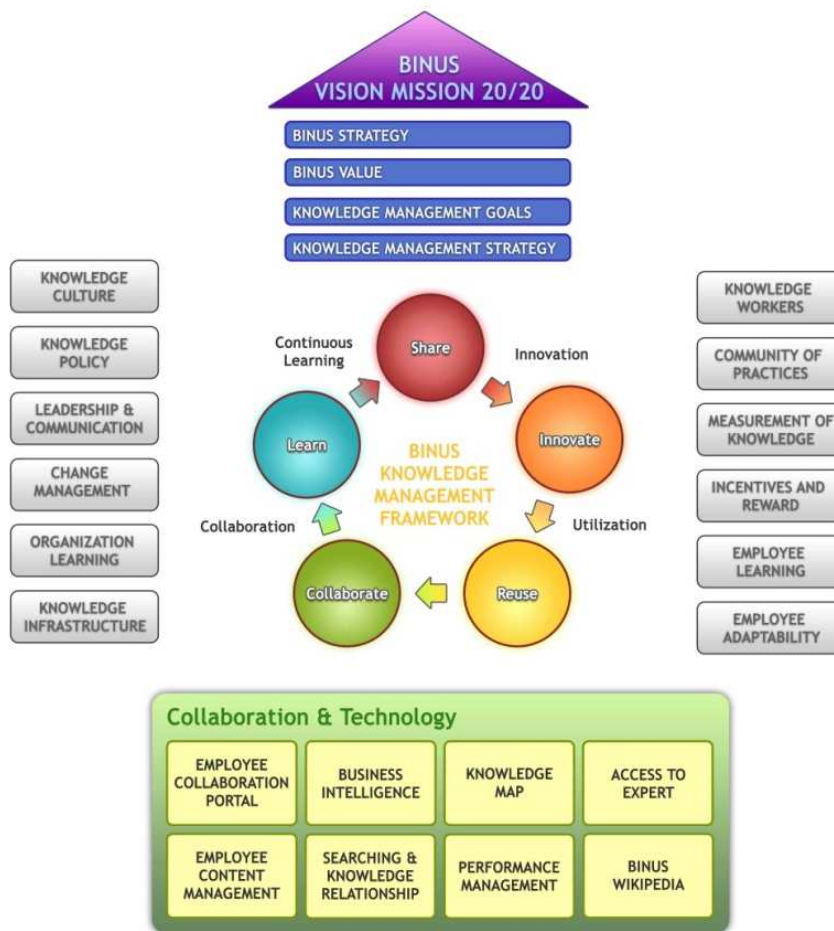 BINUS
VISION MISSION 20/20
BINUS STRATEGY
BINUS VALUE
KNOWLEDGE MANAGEMENT GOALS
KNOWLEDGE MANAGEMENT STRATEGY
KNOWLEDGE
CULTURE
KNOWLEDGE
POLICY
LEADERSHIP &
COMMUNICATION
CHANGE
MANAGEMENT
ORGANIZATION
LEARNING
KNOWLEDGE
INFRASTRUCTURE
Continuous
Learning
Share
Innovation
Learn
Innovate
BINUS
KNOWLEDGE
MANAGEMENT
FRAMEWORK
Collaboration
Utilization
Collaborate
Reuse
KNOWLEDGE
WORKERS
COMMUNITY OF
PRACTICES
MEASUREMENT OF
KNOWLEDGE
INCENTIVES AND
REWARD
EMPLOYEE
LEARNING
EMPLOYEE
ADAPTABILITY
Collaboration & Technology
EMPLOYEE
COLLABORATION
PORTAL
BUSINESS
INTELLIGENCE
KNOWLEDGE
MAP
ACCESS TO
EXPERT
EMPLOYEE
CONTENT
MANAGEMENT
SEARCHING &
KNOWLEDGE
RELATIONSHIP
PERFORMANCE
MANAGEMENT
BINUS
WIKIPEDIA